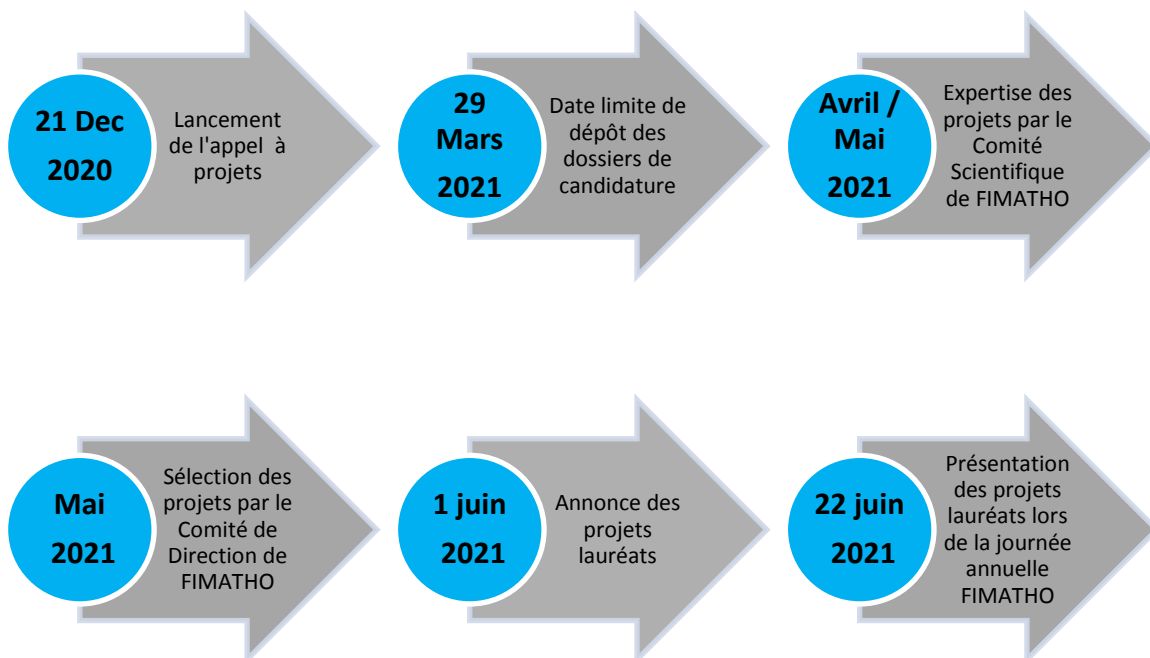 21 Dec
2020
Lancement
de l'appel à
projets
29
Mars
2021
Date limite de
dépôt des
dossiers de
candidature
Avril /
Mai
2021
Expertise des
projets par le
Comité
Scientifique
de FIMATHO
Mai
2021
Sélection des
projets par le
Comité de
Direction de
FIMATHO
1 juin
2021
Annonce des
projets
lauréats
22 juin
2021
Présentation
des projets
lauréats lors
de la journée
annuelle
FIMATHO